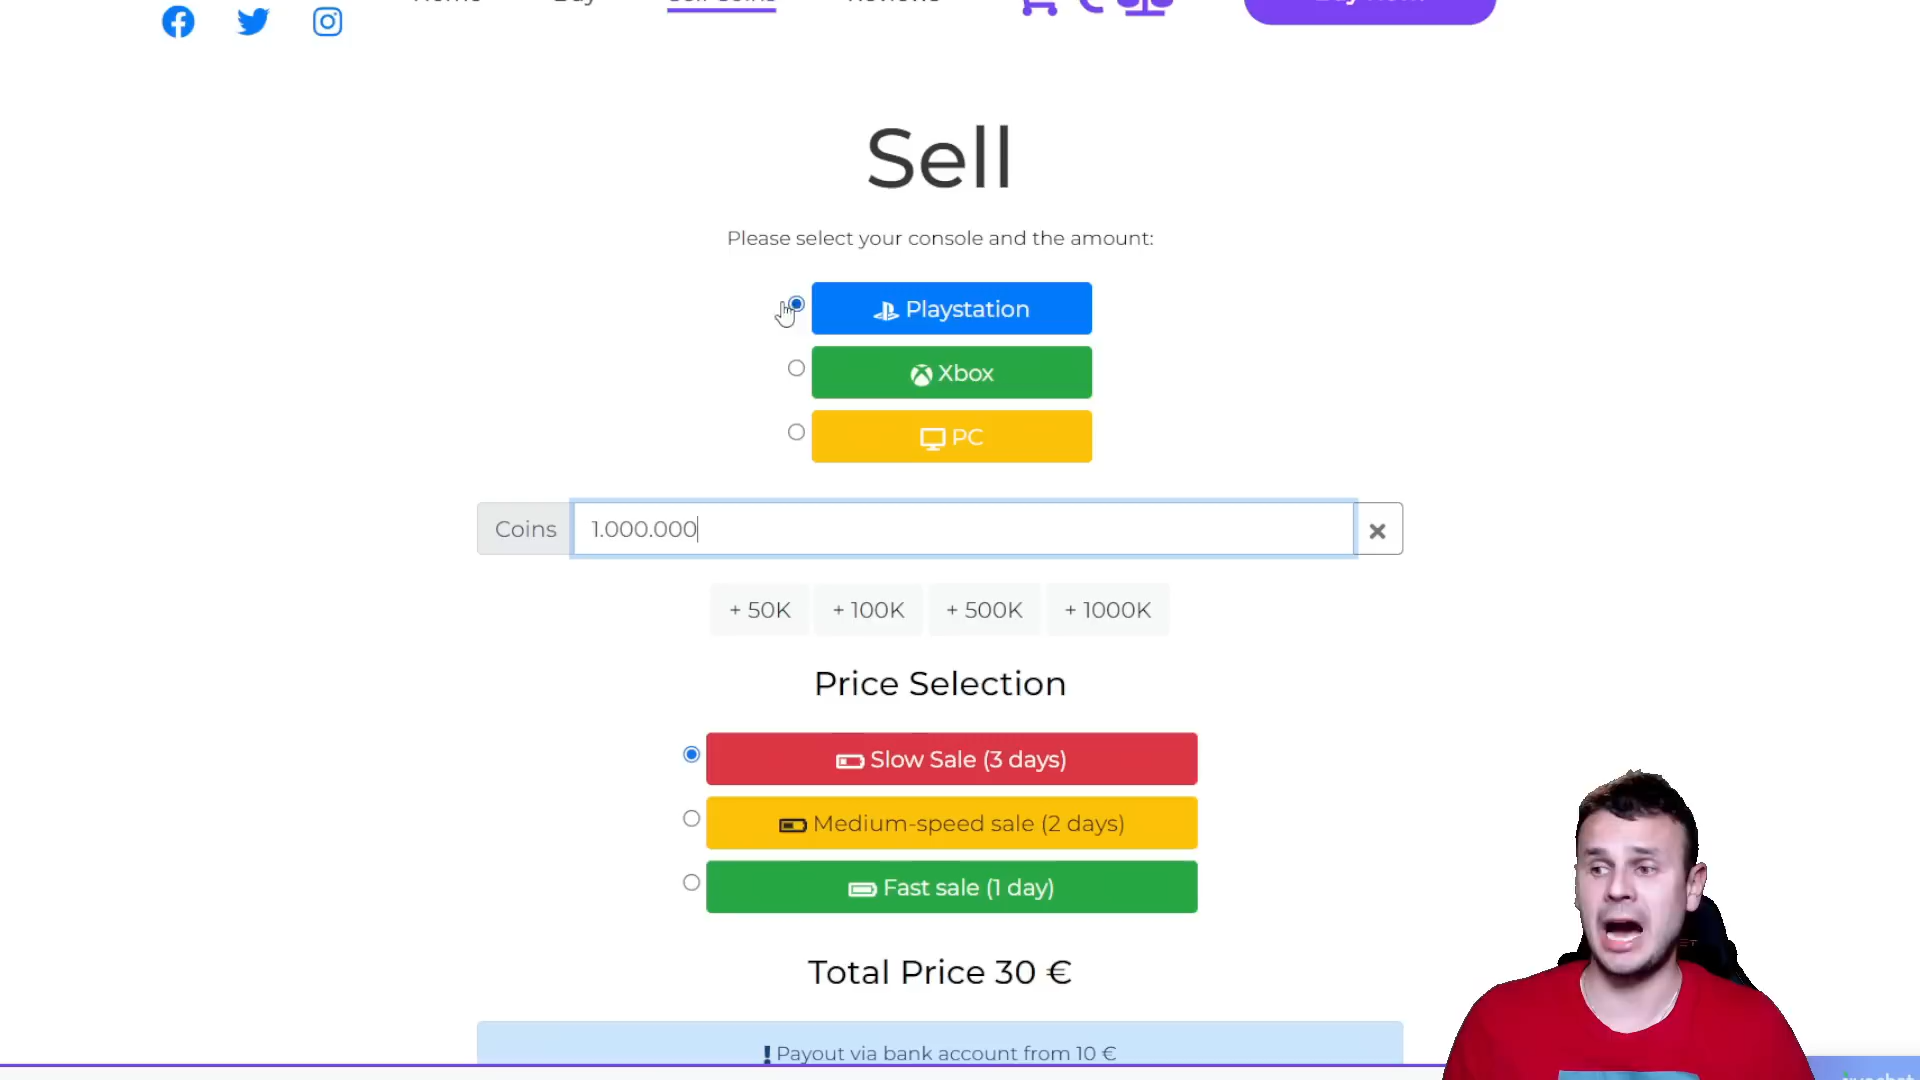 Sell Coins
Sell
Please select your console and the amount:
Playstation
Xbox
PC
Coins
1.000.000
+ 50K
+ 100K
+ 500K
+ 1000K
Price Selection
Slow Sale (3 days)
Medium-speed sale (2 days)
Fast sale (1 day)
Total Price 30 €
! Payout via bank account from 10 €